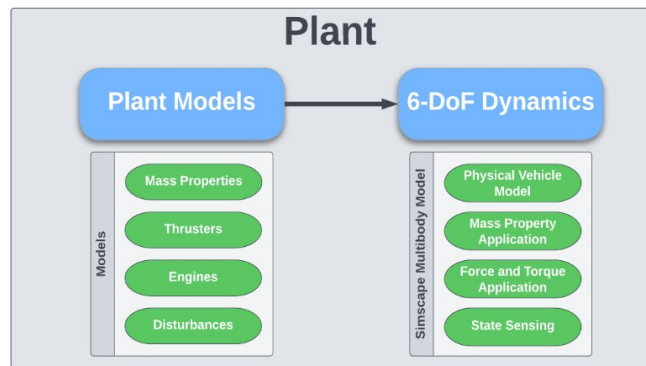 Plant
Plant Models
6-DoF Dynamics
Models
Mass Properties
Thrusters
Engines
Disturbances
Simscape Multibody Model
Physical Vehicle
Model
Mass Property
Application
Force and Torque
Application
State Sensing